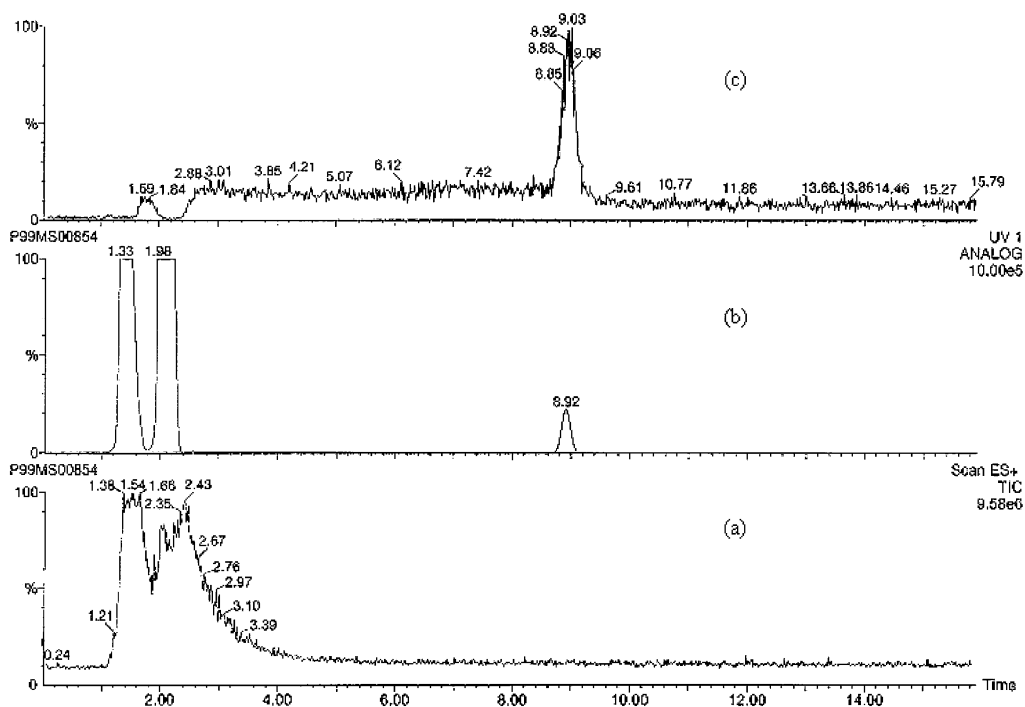 100
9.03
8.92
8.88
9.06
8.85
(c)
%
1.59 1.84 2.88 3.01 3.85 4.21 5.07 6.12 7.42 9.61 10.77 11.86 13.66 13.86 14.46 15.27 15.79
0
P99MS00854
UV 1
ANALOG
10.00e5
100
1.33 1.98
(b)
%
8.92
0
P99MS00854
Scan ES+
TIC
9.58e6
100
1.38 1.54 1.66
2.35 2.43
(a)
2.67
2.76
%
2.97
3.10
1.21
3.39
0.24
0
Time
2.00 4.00 6.00 8.00 10.00 12.00 14.00